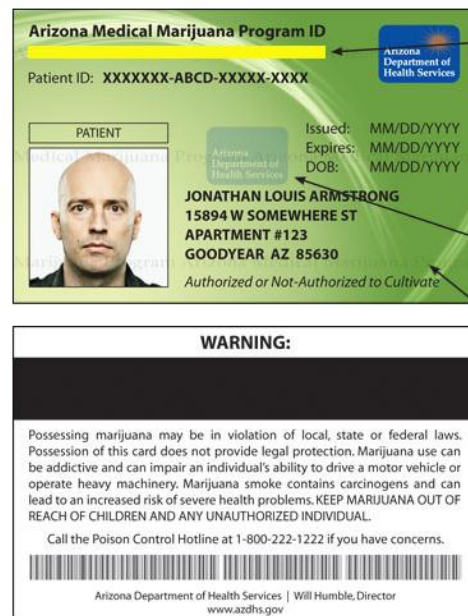 Arizona Medical Marijuana Program ID
Arizona
Department of
Health Services
Patient ID: XXXXXXX-ABCD-XXXXX-XXXX
PATIENT
Arizona
Department of
Health Services
Issued: MM/DD/YYYY
Expires: MM/DD/YYYY
DOB: MM/DD/YYYY
JONATHAN LOUIS ARMSTRONG
15894 W SOMEWHERE ST
APARTMENT #123
GOODYEAR AZ 85630
Authorized or Not-Authorized to Cultivate
WARNING:
Possessing marijuana may be in violation of local, state or federal laws.
Possession of this card does not provide legal protection. Marijuana use can
be addictive and can impair an individual's ability to drive a motor vehicle or
operate heavy machinery. Marijuana smoke contains carcinogens and can
lead to an increased risk of severe health problems. KEEP MARIJUANA OUT OF
REACH OF CHILDREN AND ANY UNAUTHORIZED INDIVIDUAL.
Call the Poison Control Hotline at 1-800-222-1222 if you have concerns.
Arizona Department of Health Services | Will Humble, Director
www.azdhs.gov